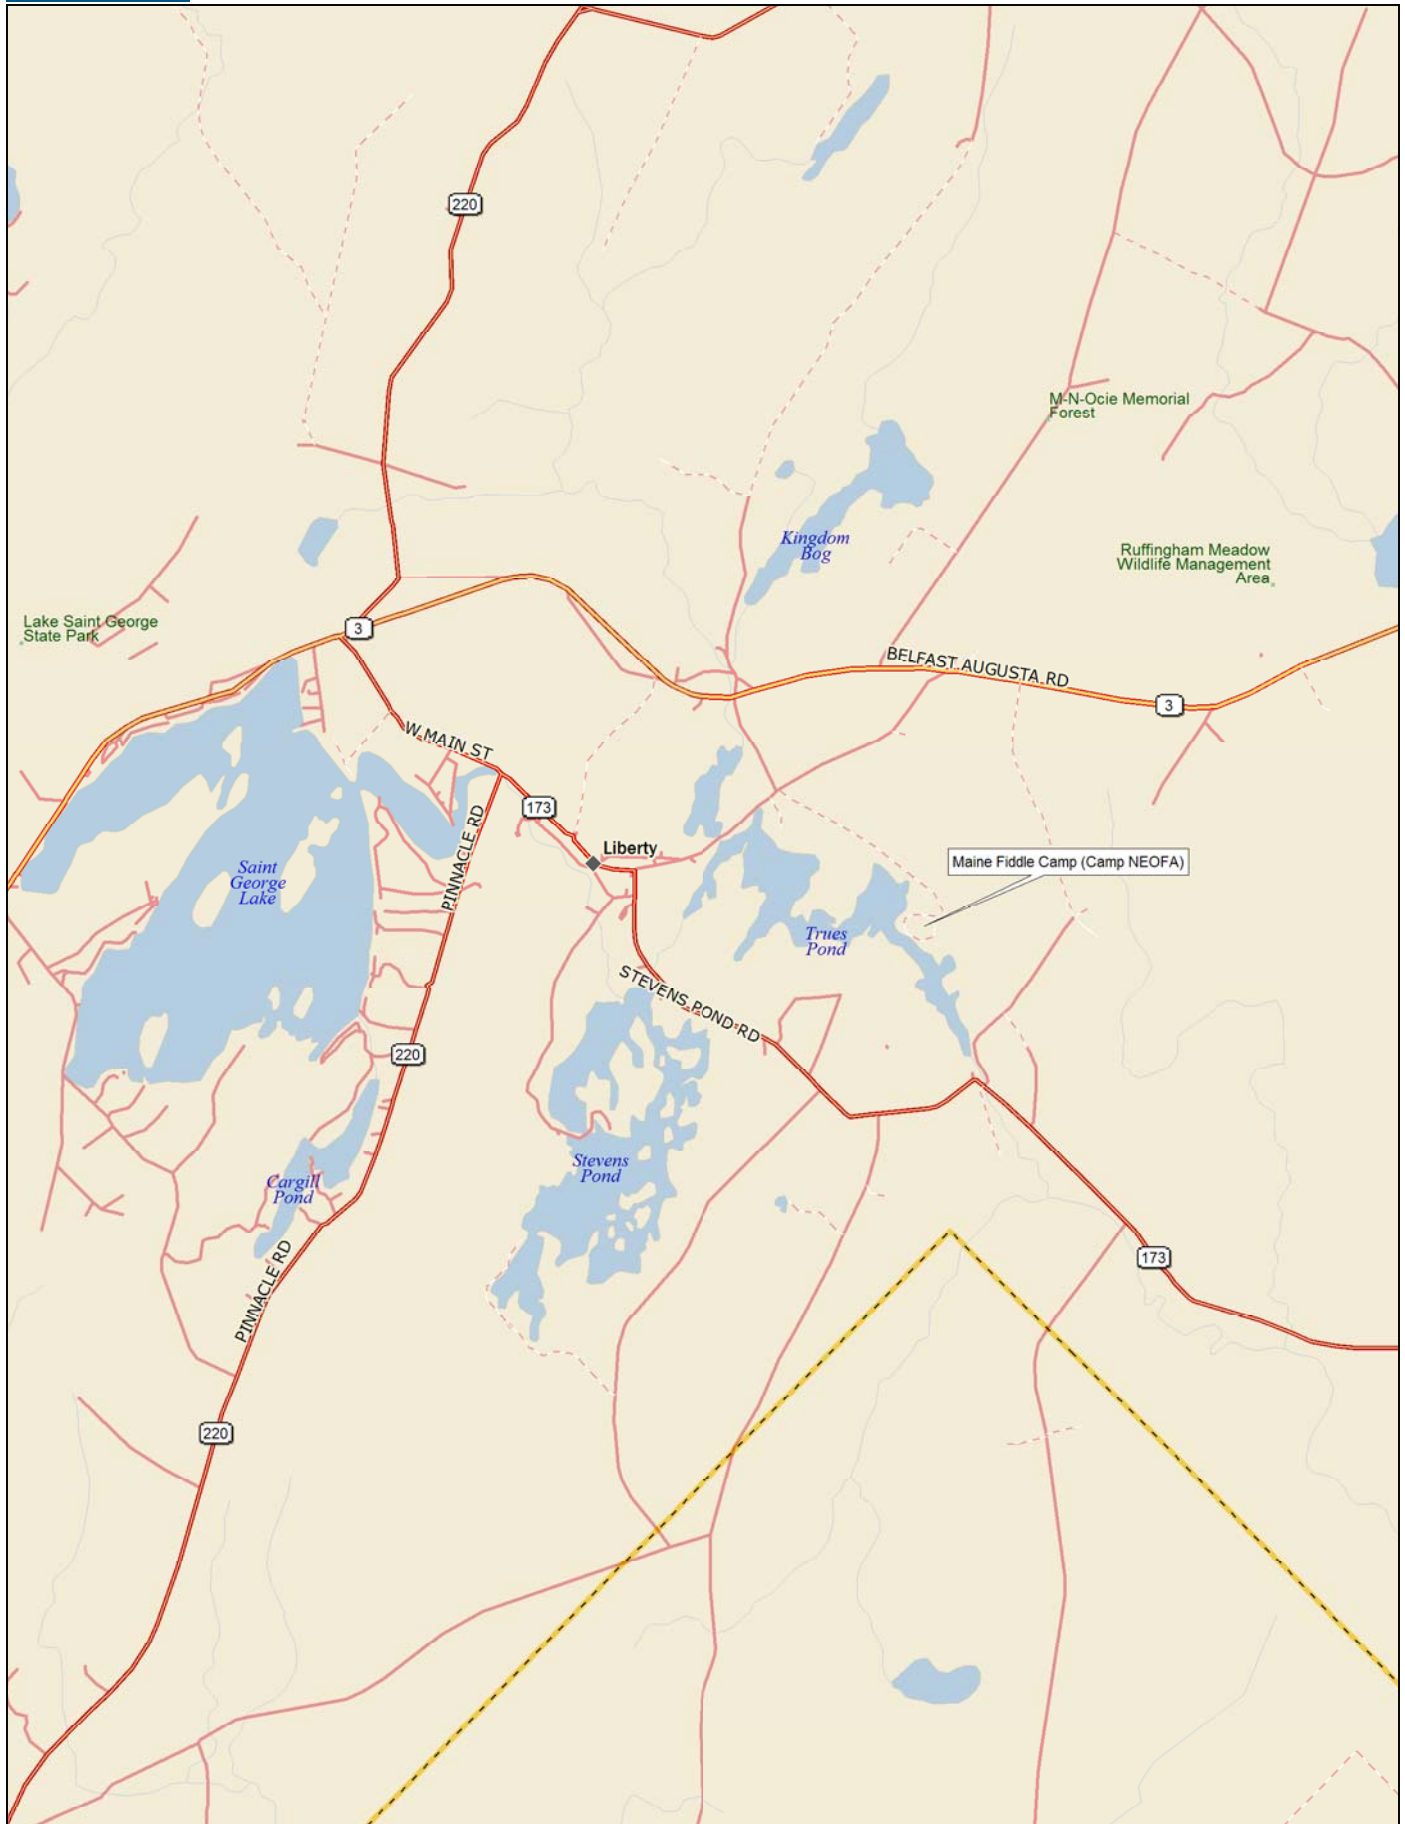 220
M-N-Ocie Memorial
Forest
Kingdom
Bog
Ruffingham Meadow
Wildlife Management
Area
Lake Saint George
State Park
3
BELFAST AUGUSTA RD
3
W MAIN ST
173
PINNACLE RD
Liberty
Maine Fiddle Camp (Camp NEOFA)
Saint
George
Lake
Trues
Pond
STEVENS POND RD
220
Stevens
Pond
Cargill
Pond
PINNACLE RD
173
220